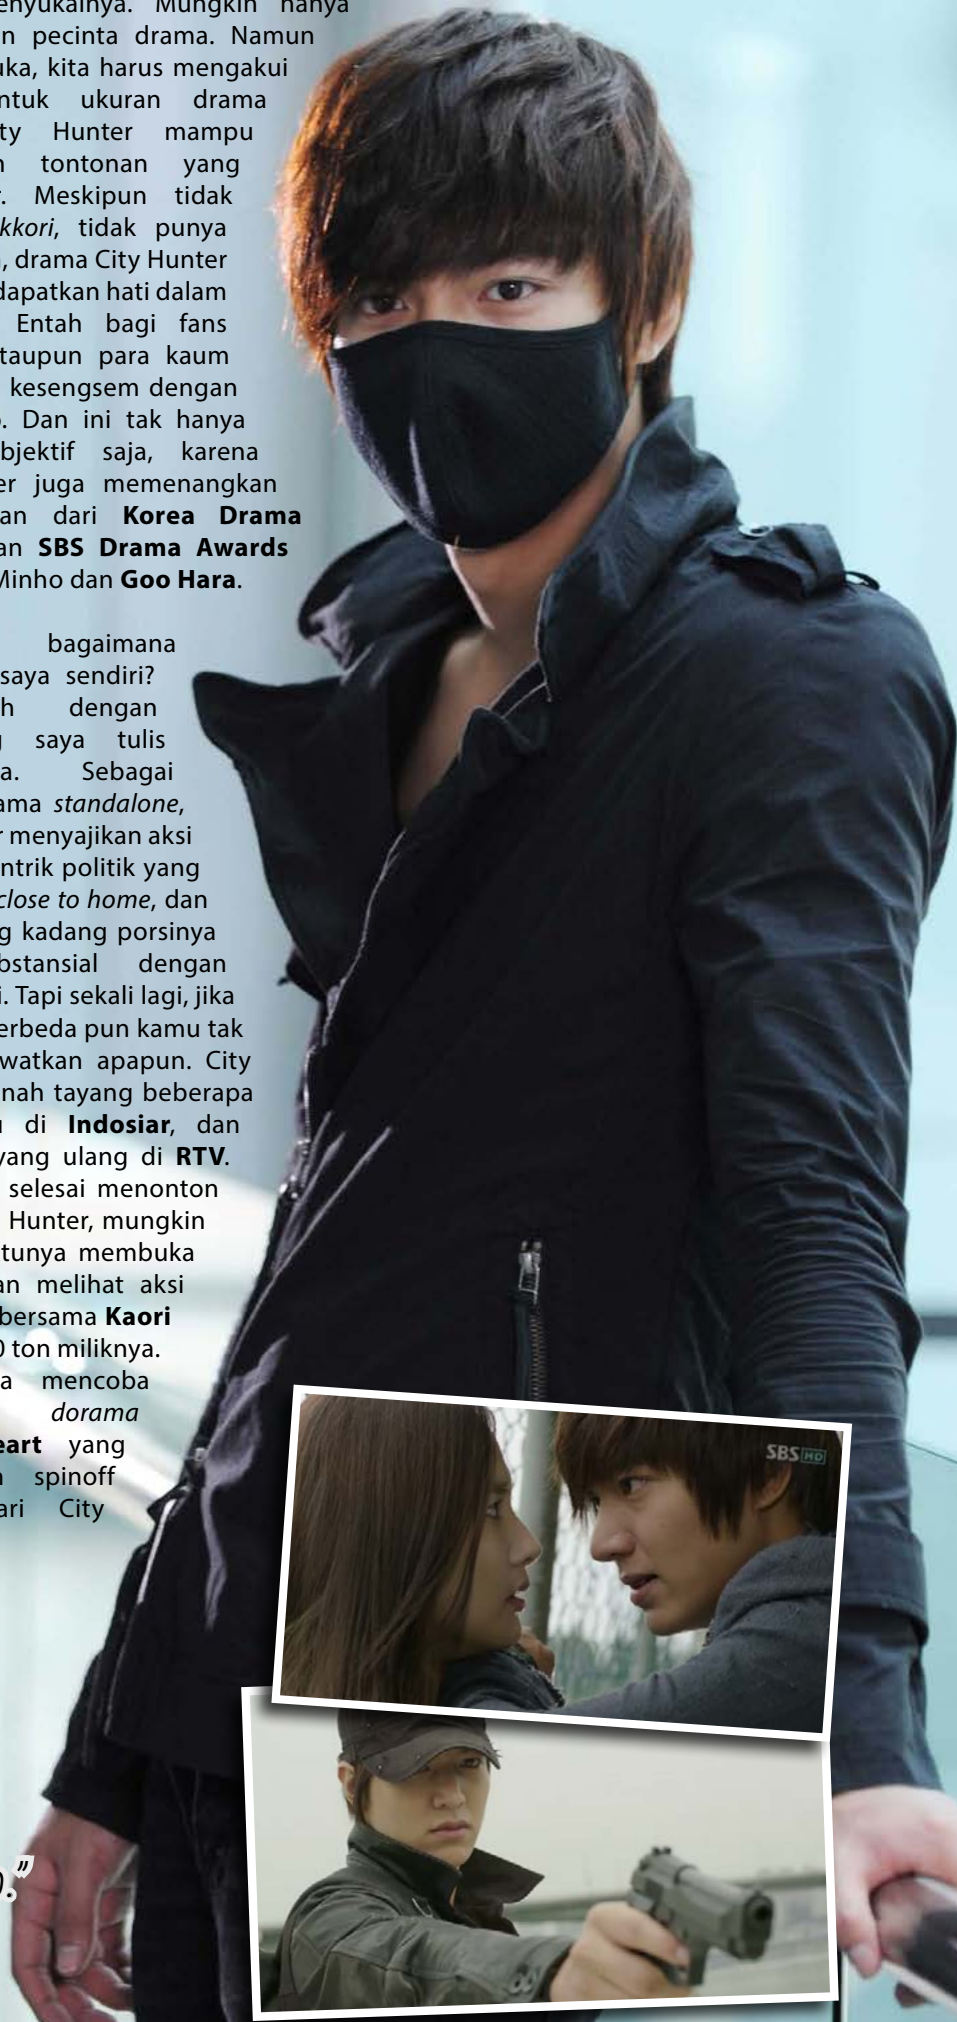 enyukainya. Mungkin hanya
n pecinta drama. Namun
uka, kita harus mengakui
ntuk ukuran drama
ty Hunter mampu
n tontonan yang
r. Meskipun tidak
kkori, tidak punya
, drama City Hunter
dapatkan hati dalam
Entah bagi fans
taupun para kaum
kesengsem dengan
. Dan ini tak hanya
bjektif saja, karena
er juga memenangkan
an dari Korea Drama
an SBS Drama Awards
Minho dan Goo Hara.
bagaimana
saya sendiri?
h dengan
g saya tulis
a. Sebagai
ama standalone,
r menyajikan aksi
ntrik politik yang
close to home, dan
g kadang porsinya
bstansial dengan
i. Tapi sekali lagi, jika
erbeda pun kamu tak
watkan apapun. City
nah tayang beberapa
u di Indosiar, dan
yang ulang di RTV.
selesai menonton
Hunter, mungkin
tunya membuka
an melihat aksi
bersama Kaori
0 ton miliknya.
a mencoba
dorama
eart yang
n spinoff
ari City
SBS HD
."